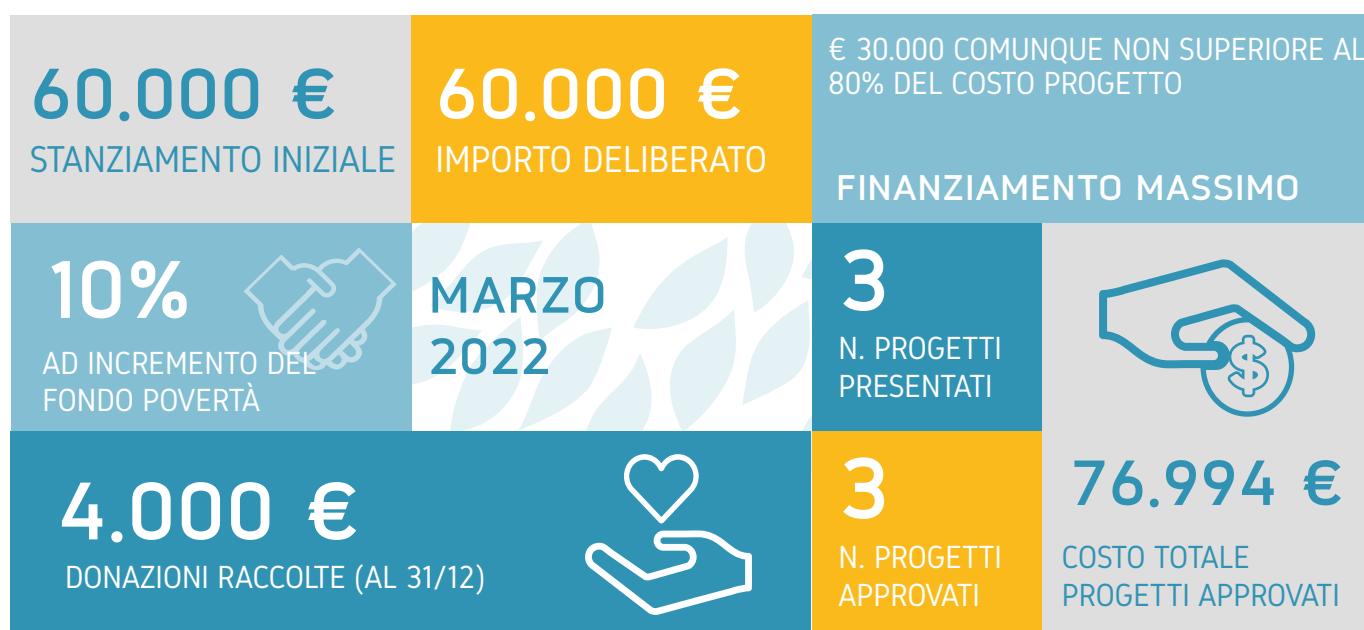 60.000 €
STANZIAMENTO INIZIALE
60.000 €
IMPORTO DELIBERATO
€ 30.000 COMUNQUE NON SUPERIORE AL
80% DEL COSTO PROGETTO
FINANZIAMENTO MASSIMO
10%
AD INCREMENTO DEL
FONDO POVERTÀ
MARZO
2022
3
N. PROGETTI
PRESENTATI
4.000 €
DONAZIONI RACCOLTE (AL 31/12)
3
N. PROGETTI
APPROVATI
$
76.994 €
COSTO TOTALE
PROGETTI APPROVATI